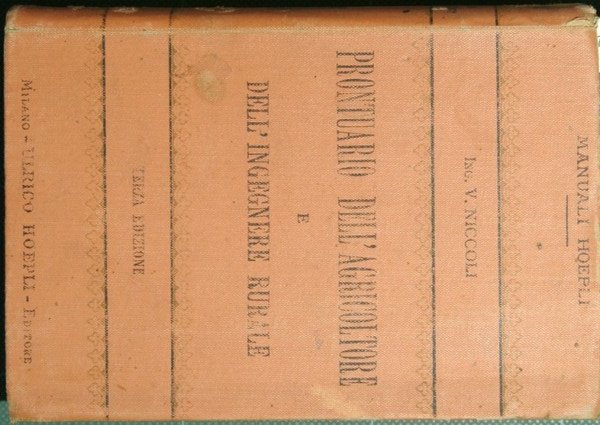 MANUALI HOEPLI
ING. V. NICCOLI
PRONTUARIO DELL'AGRICOLTORE
E
DELL'INGEGNERE RURALE
TERZA EDIZIONE
MILANO - ULRICO HOEPLI - EDITORE